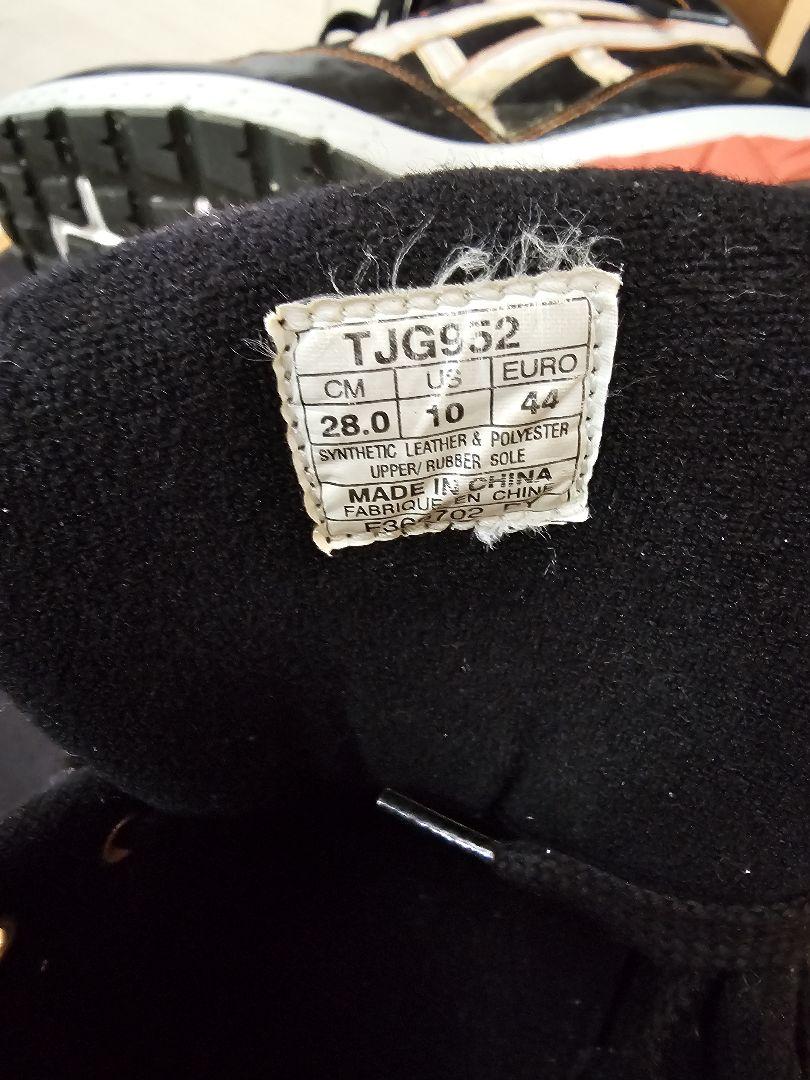 TJG952
CM US EURO
28.0 10 44
SYNTHETIC LEATHER & POLYESTER
UPPER/ RUBBER SOLE
MADE IN CHINA
FABRIQUE EN CHINE